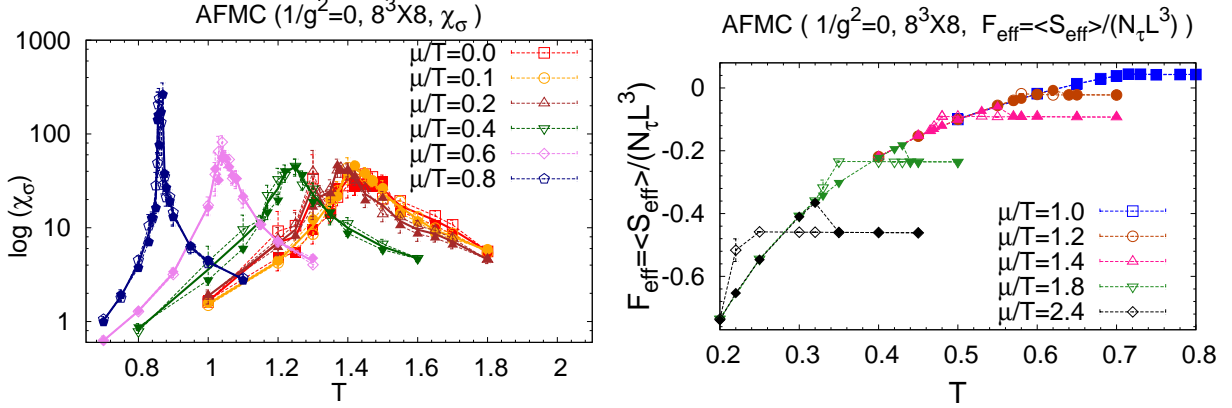 AFMC (1/g²=0, 8³X8, χσ)
1000
100
10
1
log (χσ)
0.8 1 1.2 1.4 1.6 1.8 2
T
μ/T=0.0
μ/T=0.1
μ/T=0.2
μ/T=0.4
μ/T=0.6
μ/T=0.8
AFMC ( 1/g²=0, 8³X8, F_eff=<S_eff>/(N_τL³) )
0
-0.2
-0.4
-0.6
F_eff=<S_eff>/(N_τL³)
0.2 0.3 0.4 0.5 0.6 0.7 0.8
T
μ/T=1.0
μ/T=1.2
μ/T=1.4
μ/T=1.8
μ/T=2.4